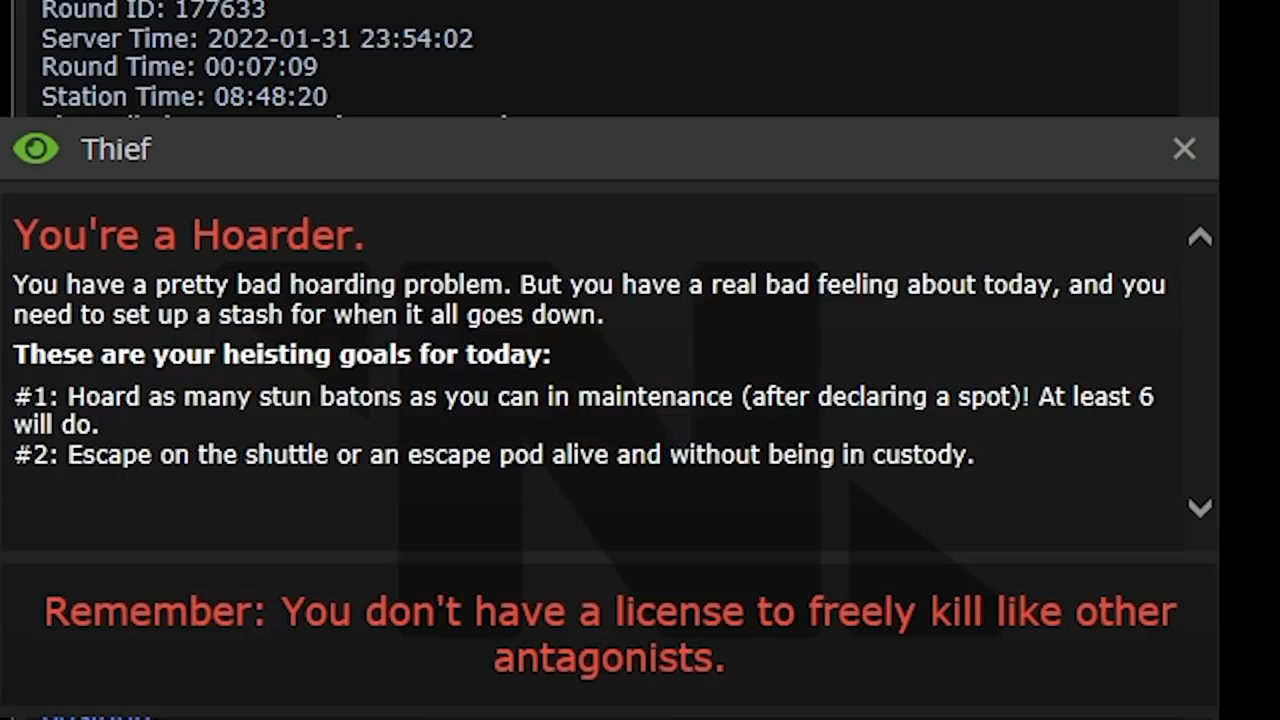 Round ID: 177633
Server Time: 2022-01-31 23:54:02
Round Time: 00:07:09
Station Time: 08:48:20
Thief
You're a Hoarder.
You have a pretty bad hoarding problem. But you have a real bad feeling about today, and you
need to set up a stash for when it all goes down.
These are your heisting goals for today:
#1: Hoard as many stun batons as you can in maintenance (after declaring a spot)! At least 6
will do.
#2: Escape on the shuttle or an escape pod alive and without being in custody.
Remember: You don't have a license to freely kill like other
antagonists.